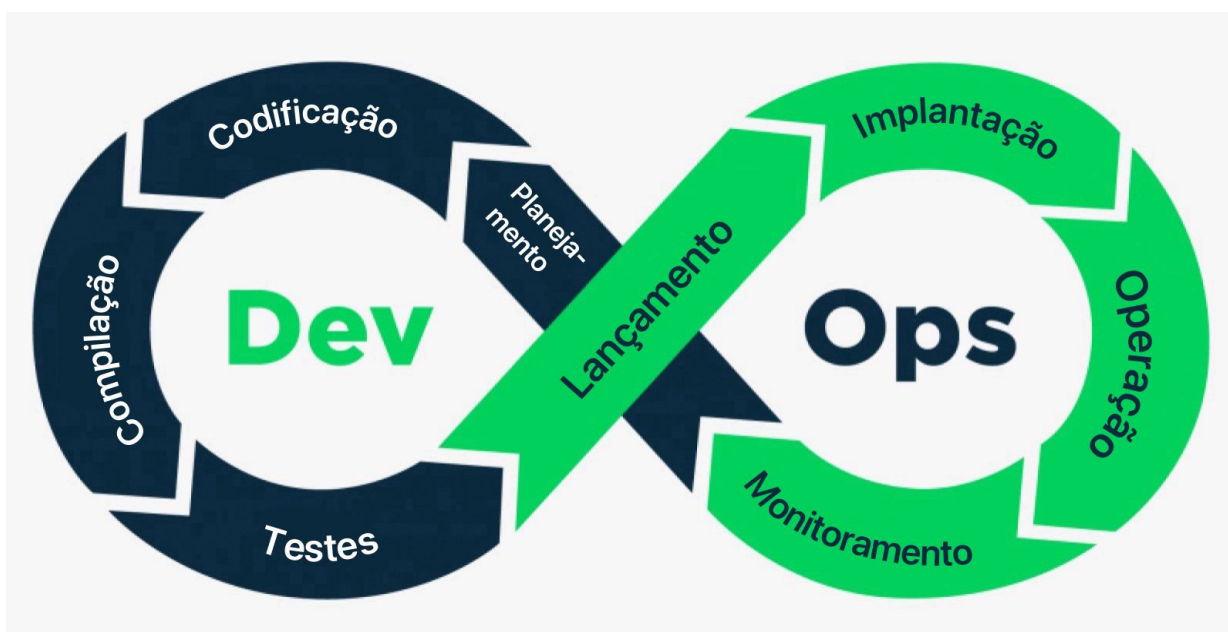 Codificação
Planeja-
mento
Compilação
Dev
Testes
Lançamento
Implantação
Ops
Operação
Monitoramento